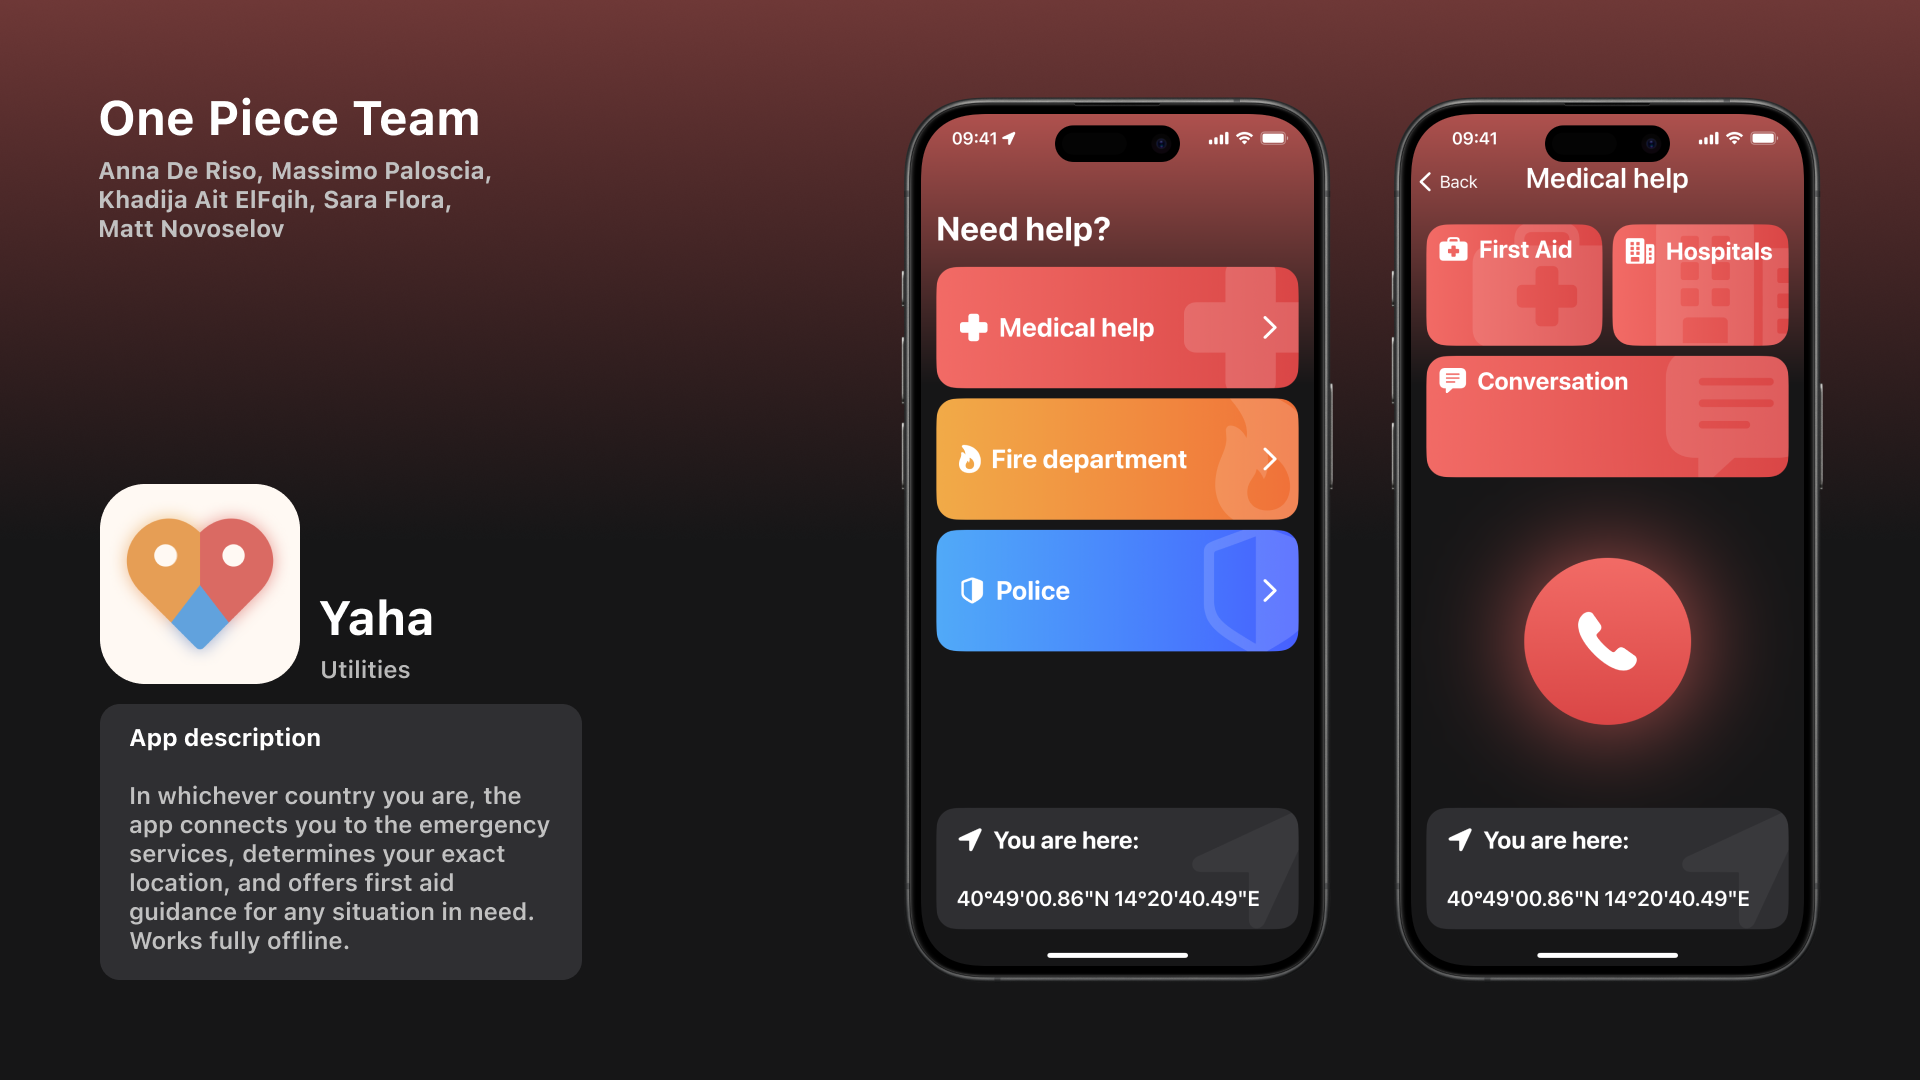 One Piece Team
Anna De Riso, Massimo Paloscia,
Khadija Ait ElFqih, Sara Flora,
Matt Novoselov
Yaha
Utilities
App description
In whichever country you are, the
app connects you to the emergency
services, determines your exact
location, and offers first aid
guidance for any situation in need.
Works fully offline.
09:41
Need help?
Medical help
Fire department
Police
You are here:
40°49'00.86"N 14°20'40.49"E
09:41
Back
Medical help
First Aid
Hospitals
Conversation
You are here:
40°49'00.86"N 14°20'40.49"E